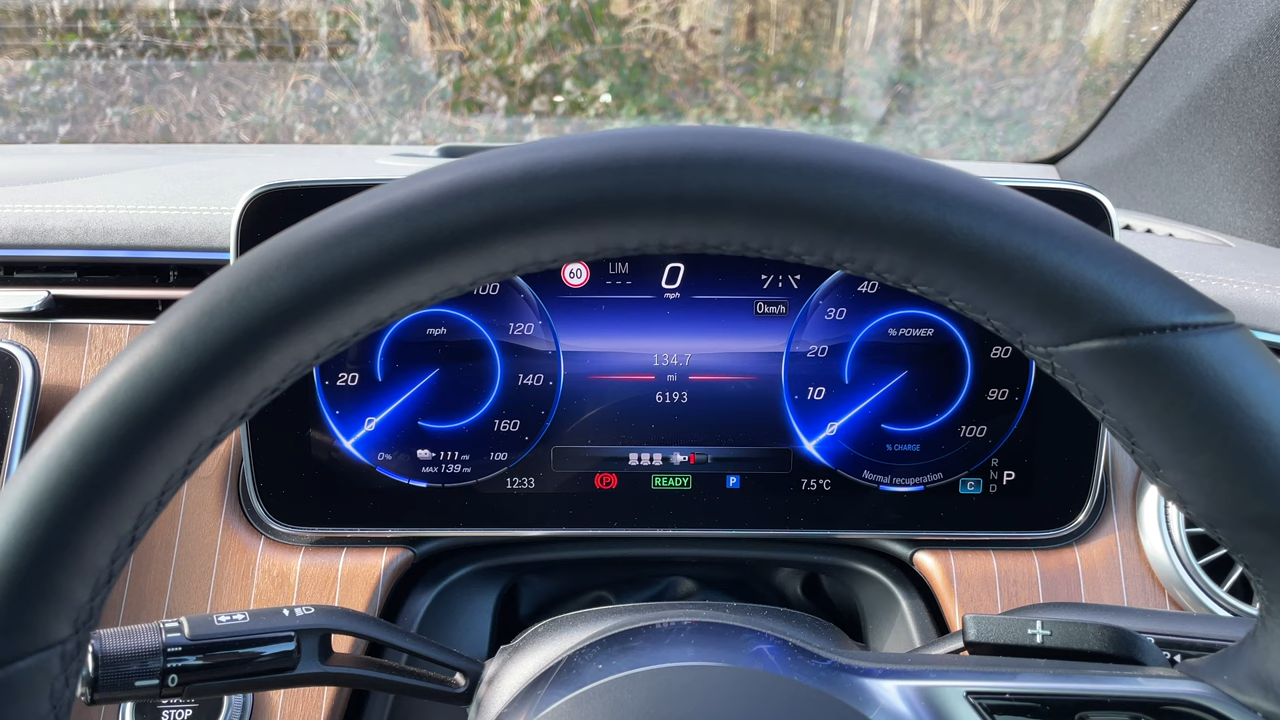 60 LIM 0
- - -
mph
0km/h
100
120
140
160
mph
20
0
0% 111 mi 100
MAX 139 mi
134.7
mi
6193
40
30
20
10
0
% POWER
80
90
100
% CHARGE
Normal recuperation
12:33
P
READY
P
7.5°C
C
R
N
D
P
0
START
STOP
+